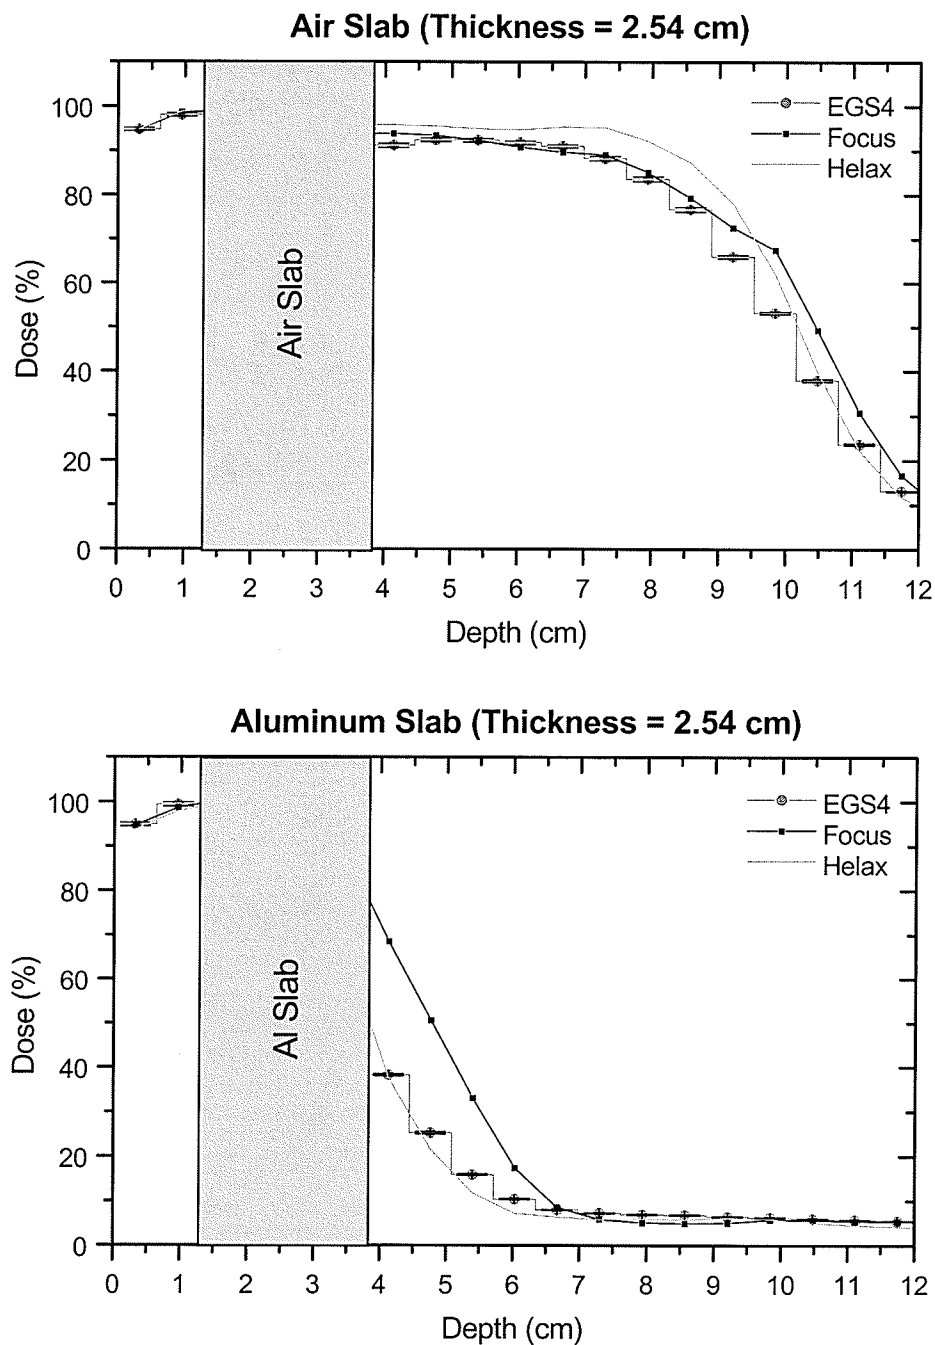 Air Slab (Thickness = 2.54 cm)
100
80
60
40
20
0
Dose (%)
Air Slab
EGS4
Focus
Helax
0 1 2 3 4 5 6 7 8 9 10 11 12
Depth (cm)
Aluminum Slab (Thickness = 2.54 cm)
100
80
60
40
20
0
Dose (%)
Al Slab
EGS4
Focus
Helax
0 1 2 3 4 5 6 7 8 9 10 11 12
Depth (cm)